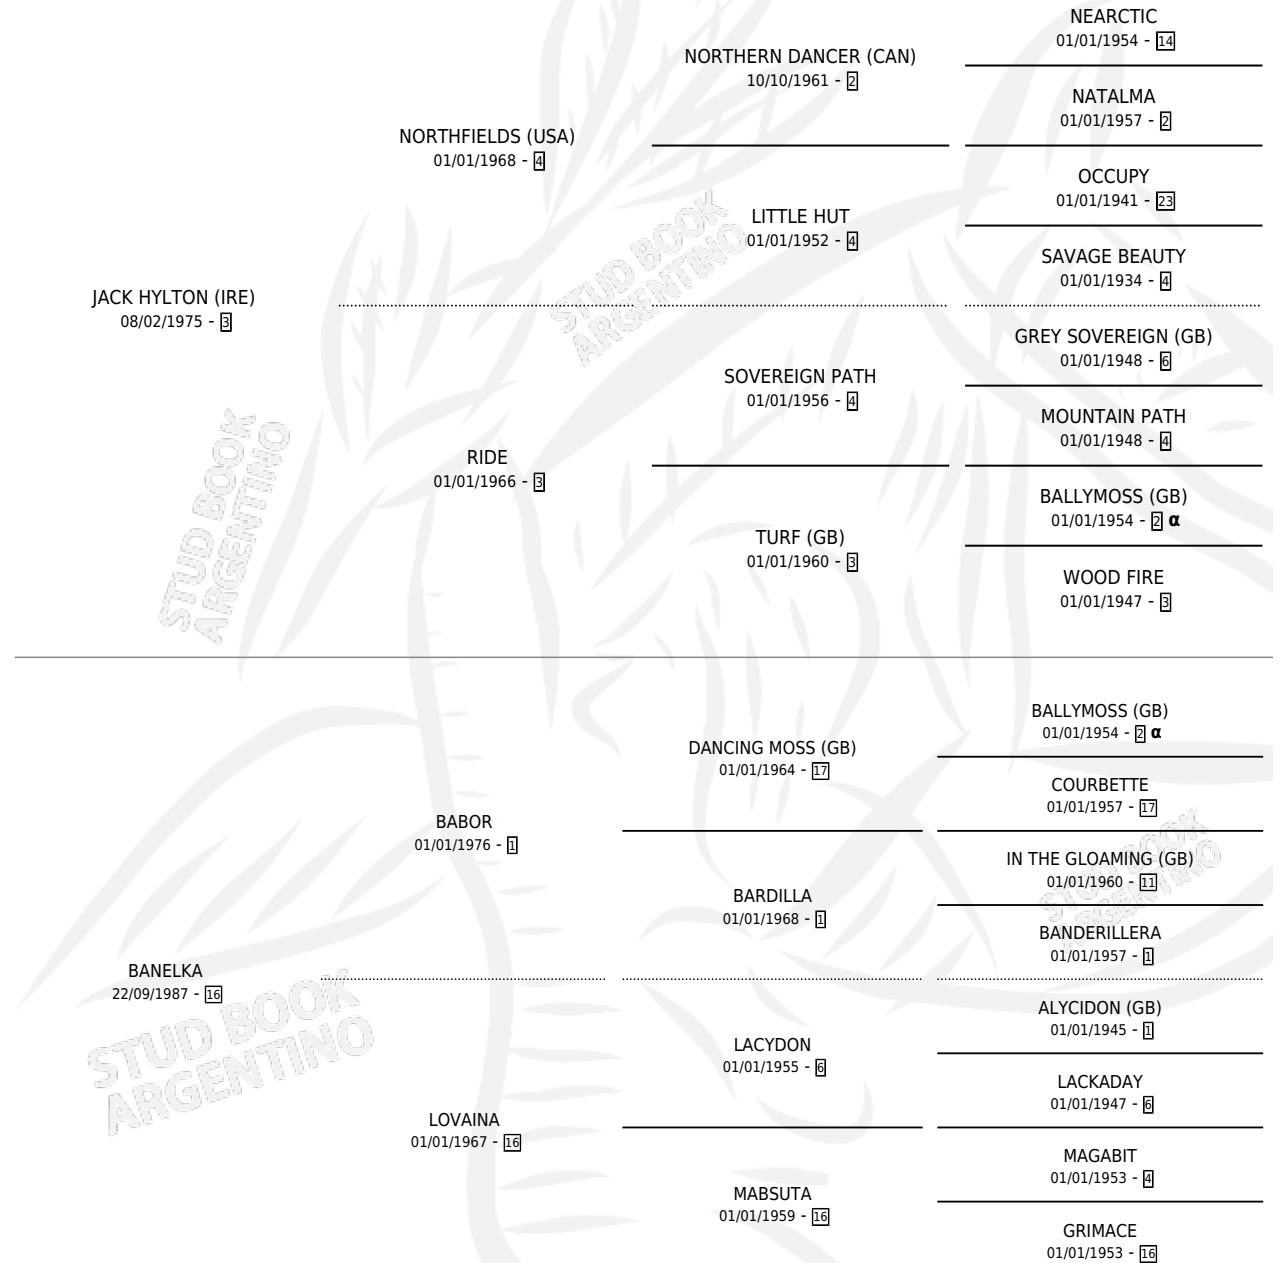 NEARCTIC
01/01/1954 - 14
NORTHERN DANCER (CAN)
10/10/1961 - 2
NATALMA
01/01/1957 - 2
NORTHFIELDS (USA)
01/01/1968 - 4
OCCUPY
01/01/1941 - 23
LITTLE HUT
01/01/1952 - 4
SAVAGE BEAUTY
01/01/1934 - 4
JACK HYLTON (IRE)
08/02/1975 - 3
GREY SOVEREIGN (GB)
01/01/1948 - 6
SOVEREIGN PATH
01/01/1956 - 4
MOUNTAIN PATH
01/01/1948 - 4
RIDE
01/01/1966 - 3
BALLYMOSS (GB)
01/01/1954 - 2 α
TURF (GB)
01/01/1960 - 3
WOOD FIRE
01/01/1947 - 3
BALLYMOSS (GB)
01/01/1954 - 2 α
DANCING MOSS (GB)
01/01/1964 - 17
COURBETTE
01/01/1957 - 17
BABOR
01/01/1976 - 1
IN THE GLOAMING (GB)
01/01/1960 - 11
BARDILLA
01/01/1968 - 1
BANDERILLERA
01/01/1957 - 1
BANELKA
22/09/1987 - 16
ALYCIDON (GB)
01/01/1945 - 1
LACYDON
01/01/1955 - 6
LACKADAY
01/01/1947 - 6
LOVAINA
01/01/1967 - 16
MAGABIT
01/01/1953 - 4
MABSUTA
01/01/1959 - 16
GRIMACE
01/01/1953 - 16
STUD BOOK
ARGENTINO
STUD BOOK
ARGENTINO
STUD BOOK
ARGENTINO
STUD BOOK
ARGENTINO